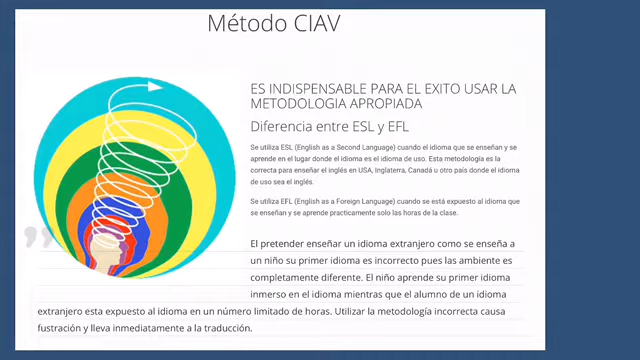 Método CIAV
ES INDISPENSABLE PARA EL EXITO USAR LA
METODOLOGIA APROPIADA
Diferencia entre ESL y EFL
Se utiliza ESL (English as a Second Language) cuando el idioma que se enseñan y se
aprende en el lugar donde el idioma es el idioma de uso. Esta metodologia es la
correcta para enseñar el inglés en USA, Inglaterra, Canadá u otro país donde el idioma
de uso sea el inglés.
Se utiliza EFL (English as a Foreign Language) cuando se está expuesto al idioma que
se enseñan y se aprende practicamente solo las horas de la clase.
El pretender enseñar un idioma extranjero como se enseña a
un niño su primer idioma es incorrecto pues las ambiente es
completamente diferente. El niño aprende su primer idioma
inmerso en el idioma mientras que el alumno de un idioma
extranjero esta expuesto al idioma en un número limitado de horas. Utilizar la metodología incorrecta causa
fustración y lleva inmediatamente a la traducción.